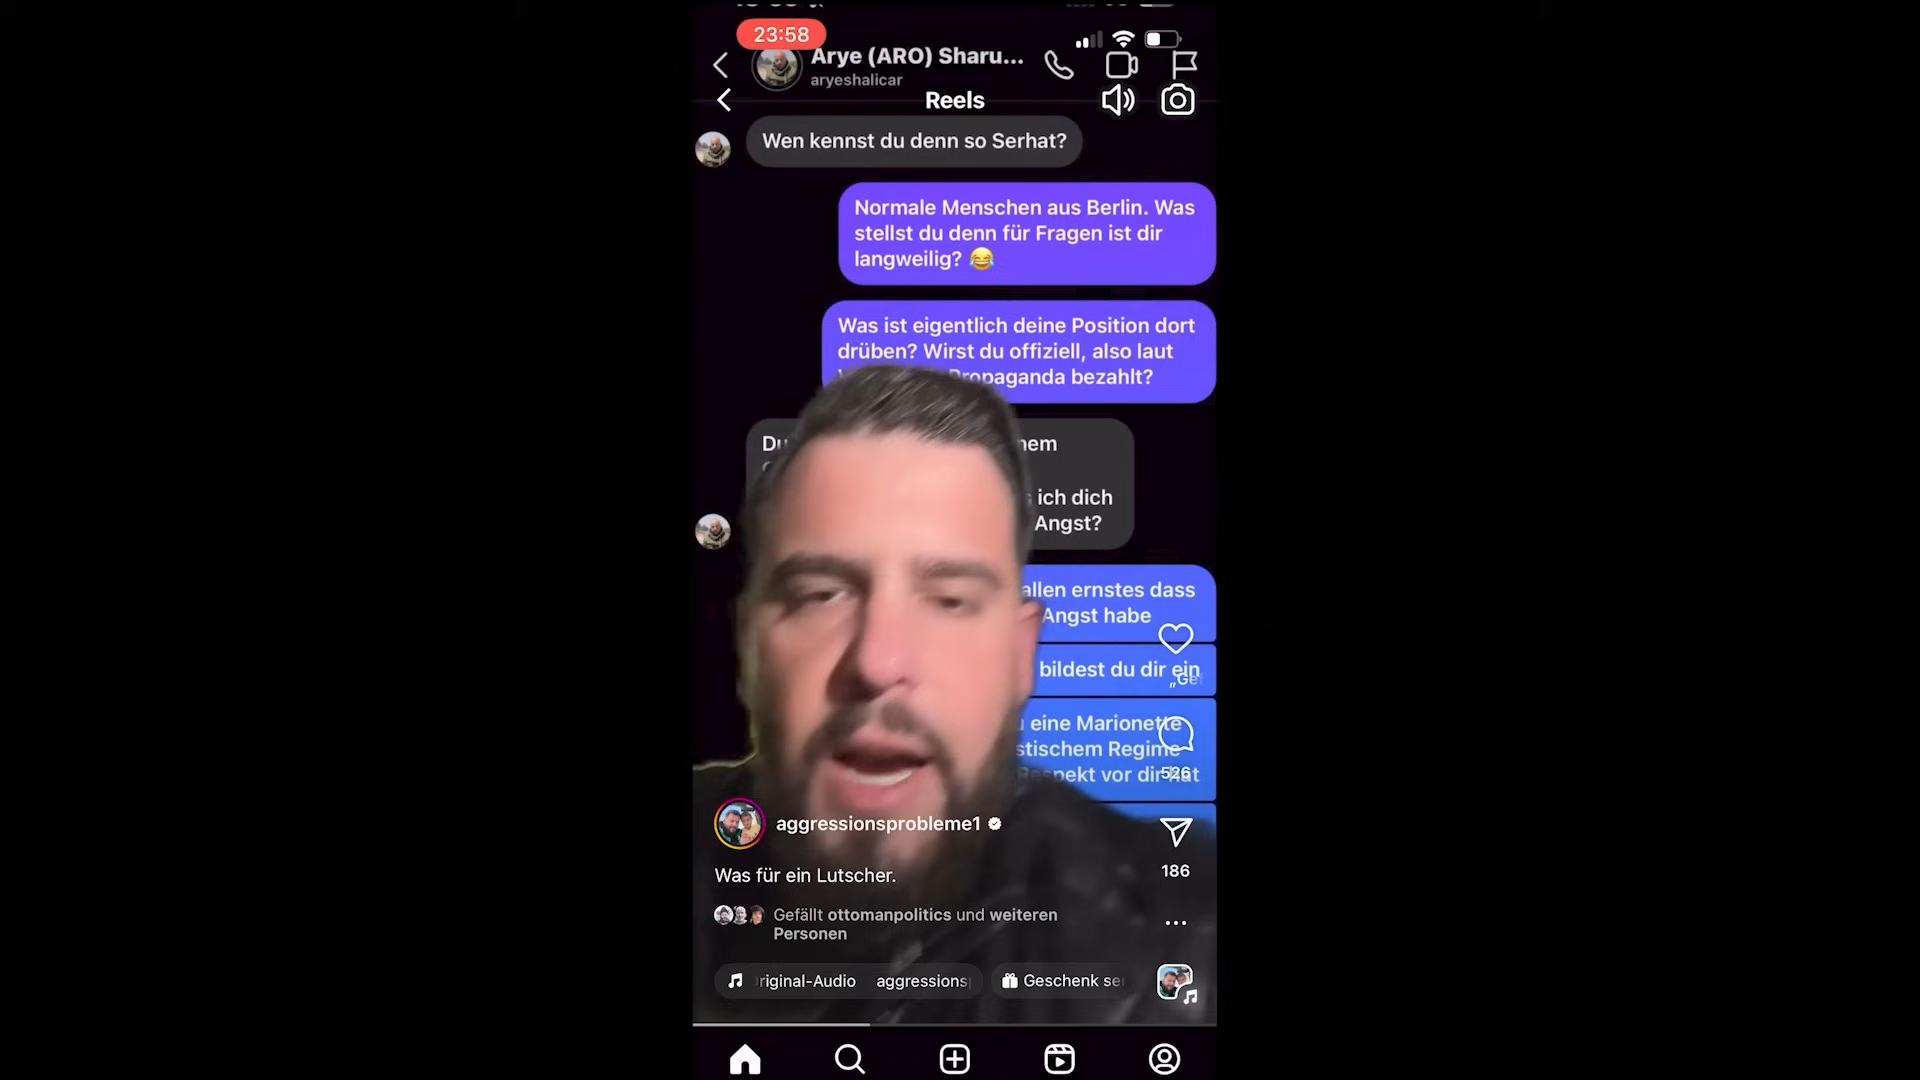 23:58
Arye (ARO) Sharu...
aryeshalicar
Reels
Wen kennst du denn so Serhat?
Normale Menschen aus Berlin. Was
stellst du denn für Fragen ist dir
langweilig? 😂
Was ist eigentlich deine Position dort
drüben? Wirst du offiziell, also laut
Propaganda bezahlt?
ich dich
Angst?
allen ernstes dass
Angst habe
bildest du dir ein
„Ge
eine Marionette
Regime
Respekt vor dir hat
526
aggressionsprobleme1
186
Was für ein Lutscher.
Gefällt ottomanpolitics und weiteren
Personen
riginal-Audio aggressions
Geschenk se